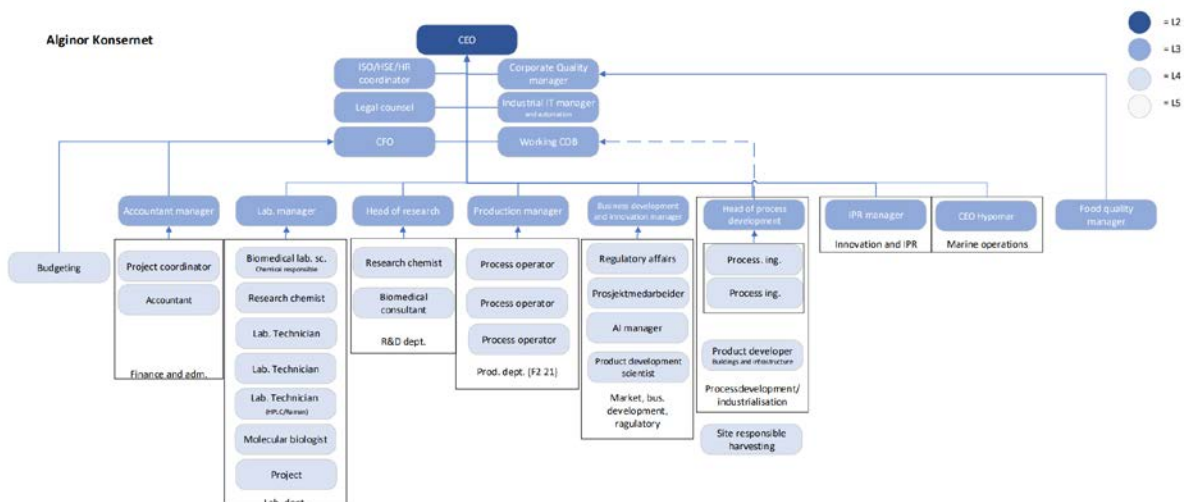 Alginor Konsernet
CEO
= L2
= L3
= L4
= L5
ISO/HSE/HR
coordinator
Corporate Quality
manager
Legal counsel
Industrial IT manager
and automation
CFO
Working COB
Accountant manager
Lab. manager
Head of research
Production manager
Business development
and innovation manager
Head of process
development
IPR manager
CEO Hypomar
Food quality
manager
Innovation and IPR
Marine operations
Budgeting
Project coordinator
Accountant
Finance and adm.
Biomedical lab. sc.
Chemical responsible
Research chemist
Lab. Technician
Lab. Technician
Lab. Technician
(HPLC/Raman)
Molecular biologist
Project
Lab. dept.
Research chemist
Biomedical
consultant
R&D dept.
Process operator
Process operator
Process operator
Prod. dept. (F2 21)
Regulatory affairs
Prosjektmedarbeider
AI manager
Product development
scientist
Market, bus.
development,
ragulatory
Process. ing.
Process ing.
Product developer
Buildings and infrastructure
Processdevelopment/
industrialisation
Site responsible
harvesting